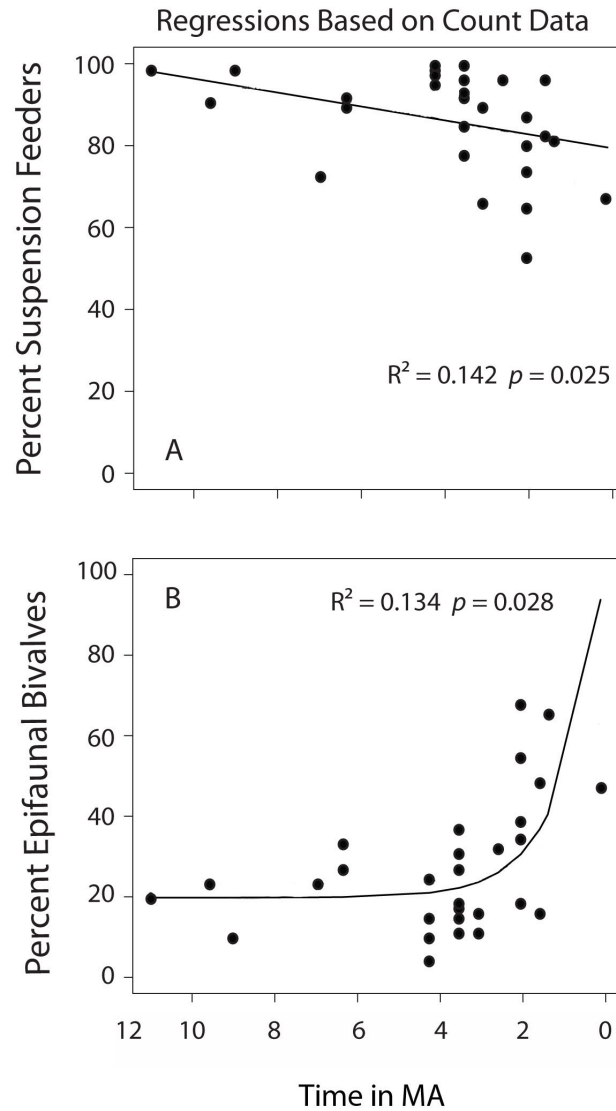 Regressions Based on Count Data
Percent Suspension Feeders
100
80
60
40
20
0
R² = 0.142 p = 0.025
A
Percent Epifaunal Bivalves
100
80
60
40
20
0
B
R² = 0.134 p = 0.028
12 10 8 6 4 2 0
Time in MA